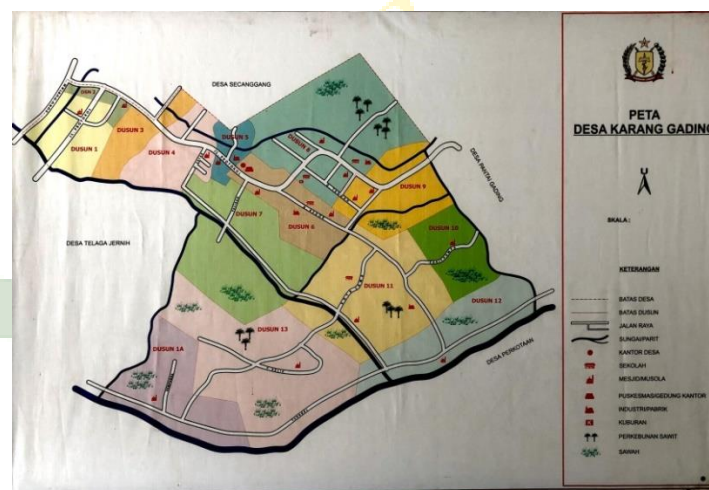 DESA SECANGGANG
DSN 2
DUSUN 3
DUSUN 1
DUSUN 4
DUSUN 5
DUSUN 8
DUSUN 9
DESA PANTAI GADING
DUSUN 7
DUSUN 6
DUSUN 10
DESA TELAGA JERNIH
DUSUN 11
DUSUN 12
DUSUN 13
DUSUN 1A
DESA PERKOTAAN
PETA
DESA KARANG GADING
SKALA :
KETERANGAN
BATAS DESA
BATAS DUSUN
JALAN RAYA
SUNGAI/PARIT
KANTOR DESA
SEKOLAH
MESJID/MUSOLA
PUSKESMAS/GEDUNG KANTOR
INDUSTRI/PABRIK
KUBURAN
PERKEBUNAN SAWIT
SAWAH